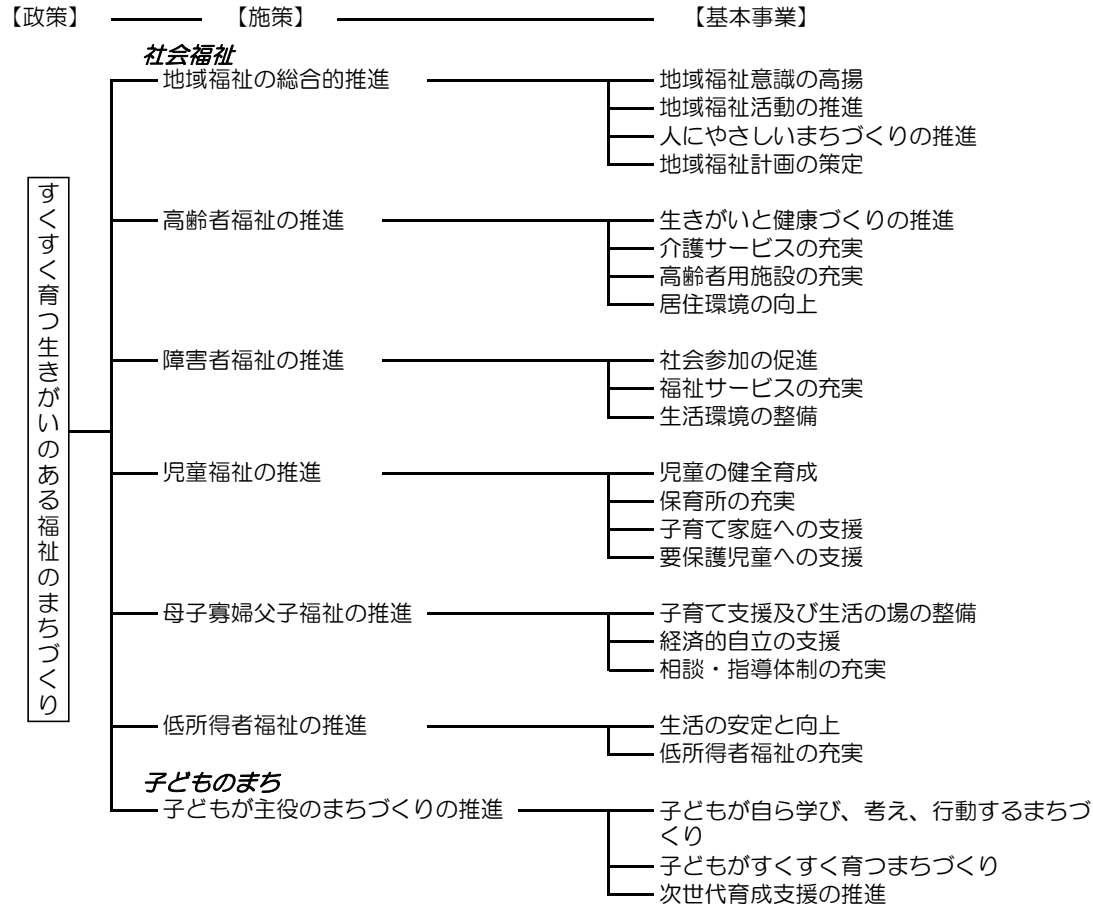 【政策】 【施策】 【基本事業】
社会福祉
地域福祉の総合的推進
地域福祉意識の高揚
地域福祉活動の推進
人にやさしいまちづくりの推進
地域福祉計画の策定
すくすく育つ生きがいのある福祉のまちづくり
高齢者福祉の推進
生きがいと健康づくりの推進
介護サービスの充実
高齢者用施設の充実
居住環境の向上
障害者福祉の推進
社会参加の促進
福祉サービスの充実
生活環境の整備
児童福祉の推進
児童の健全育成
保育所の充実
子育て家庭への支援
要保護児童への支援
母子寡婦父子福祉の推進
子育て支援及び生活の場の整備
経済的自立の支援
相談・指導体制の充実
低所得者福祉の推進
生活の安定と向上
低所得者福祉の充実
子どものまち
子どもが主役のまちづくりの推進
子どもが自ら学び、考え、行動するまちづ
くり
子どもがすくすく育つまちづくり
次世代育成支援の推進